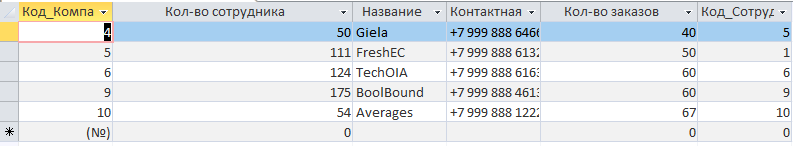 Код_Компа Кол-во сотрудника Название Контактная Кол-во заказов Код_Сотруд
4 50 Giela +7 999 888 6466 40 5
5 111 FreshEC +7 999 888 6132 50 1
6 124 TechOIA +7 999 888 6163 60 6
9 175 BoolBound +7 999 888 4613 60 9
10 54 Averages +7 999 888 1222 67 10
(№) 0 0 0